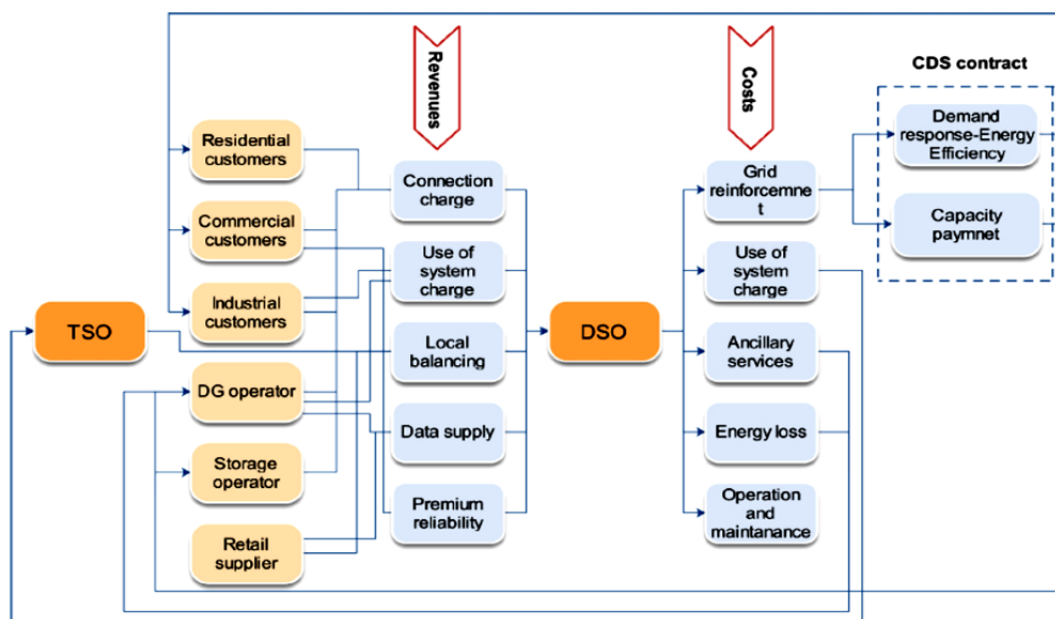 Revenues
Costs
CDS contract
Residential
customers
Commercial
customers
Industrial
customers
TSO
DG operator
Storage
operator
Retail
supplier
Connection
charge
Use of
system
charge
Local
balancing
Data supply
Premium
reliability
DSO
Grid
reinforcemne
t
Use of
system
charge
Ancillary
services
Energy loss
Operation
and
maintanance
Demand
response-Energy
Efficiency
Capacity
paymnet